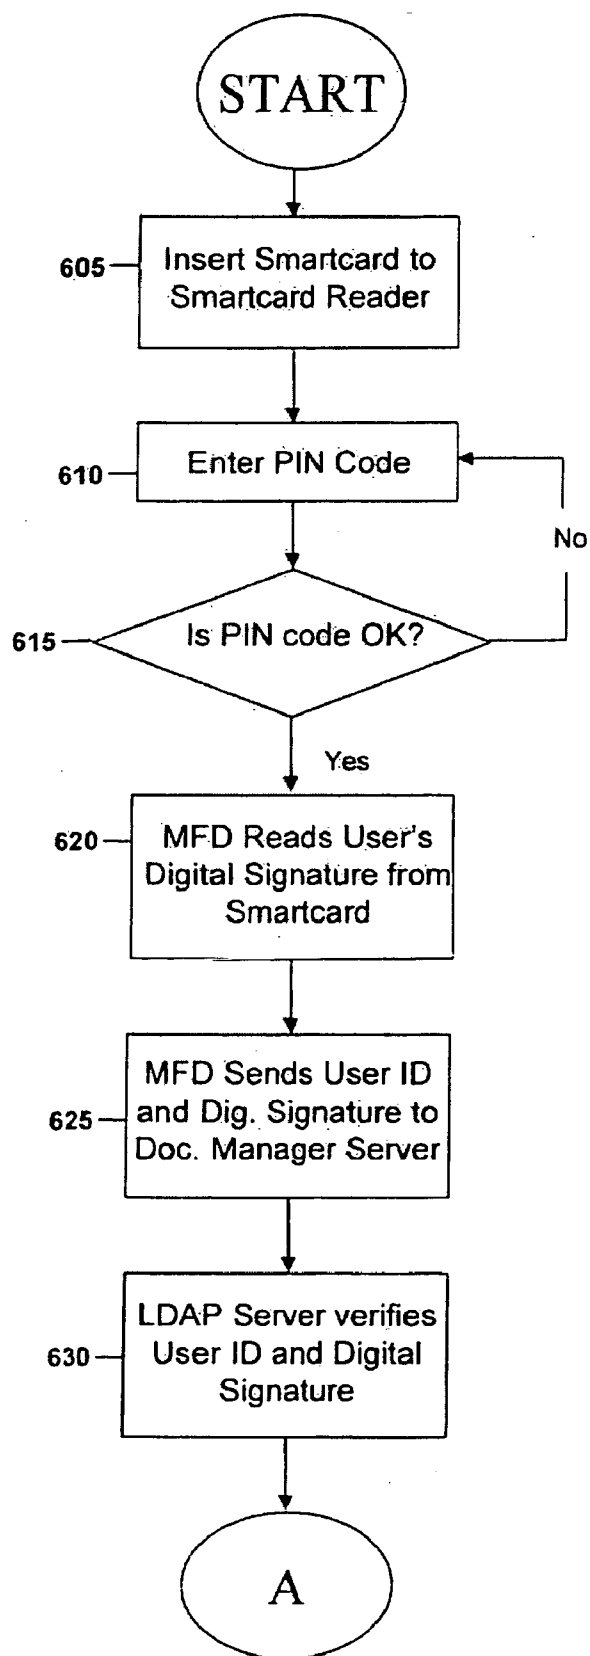 START
605
Insert Smartcard to
Smartcard Reader
610
Enter PIN Code
No
615
Is PIN code OK?
Yes
620
MFD Reads User's
Digital Signature from
Smartcard
625
MFD Sends User ID
and Dig. Signature to
Doc. Manager Server
630
LDAP Server verifies
User ID and Digital
Signature
A